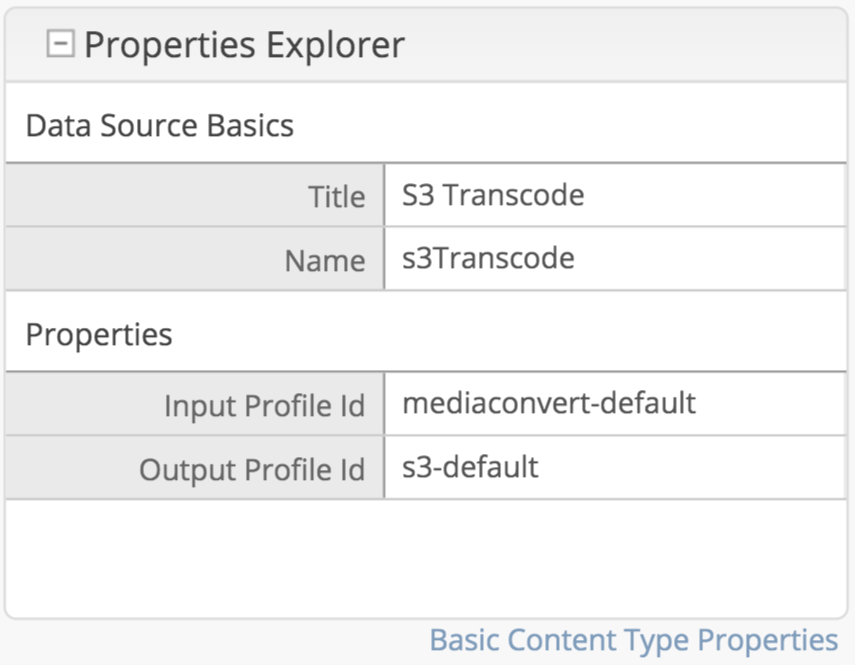 Properties Explorer
Data Source Basics
Title S3 Transcode
Name s3Transcode
Properties
Input Profile Id mediaconvert-default
Output Profile Id s3-default
Basic Content Type Properties